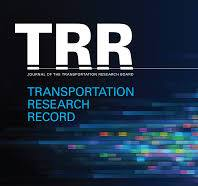 TRR
JOURNAL OF THE TRANSPORTATION RESEARCH BOARD
TRANSPORTATION
RESEARCH
RECORD